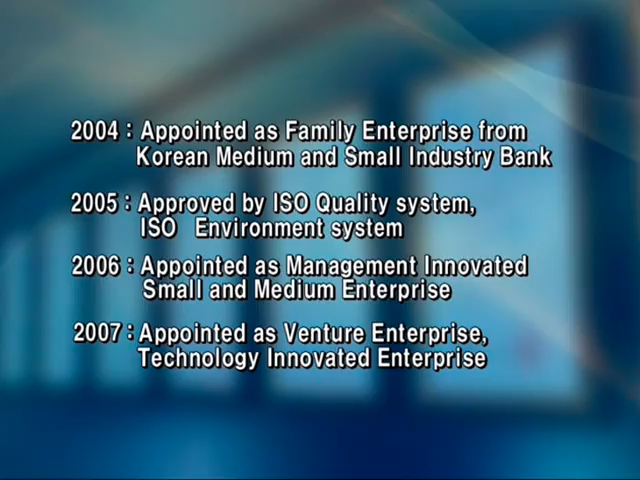 2004 : Appointed as Family Enterprise from
Korean Medium and Small Industry Bank
2005 : Approved by ISO Quality system,
ISO Environment system
2006 : Appointed as Management Innovated
Small and Medium Enterprise
2007 : Appointed as Venture Enterprise,
Technology Innovated Enterprise